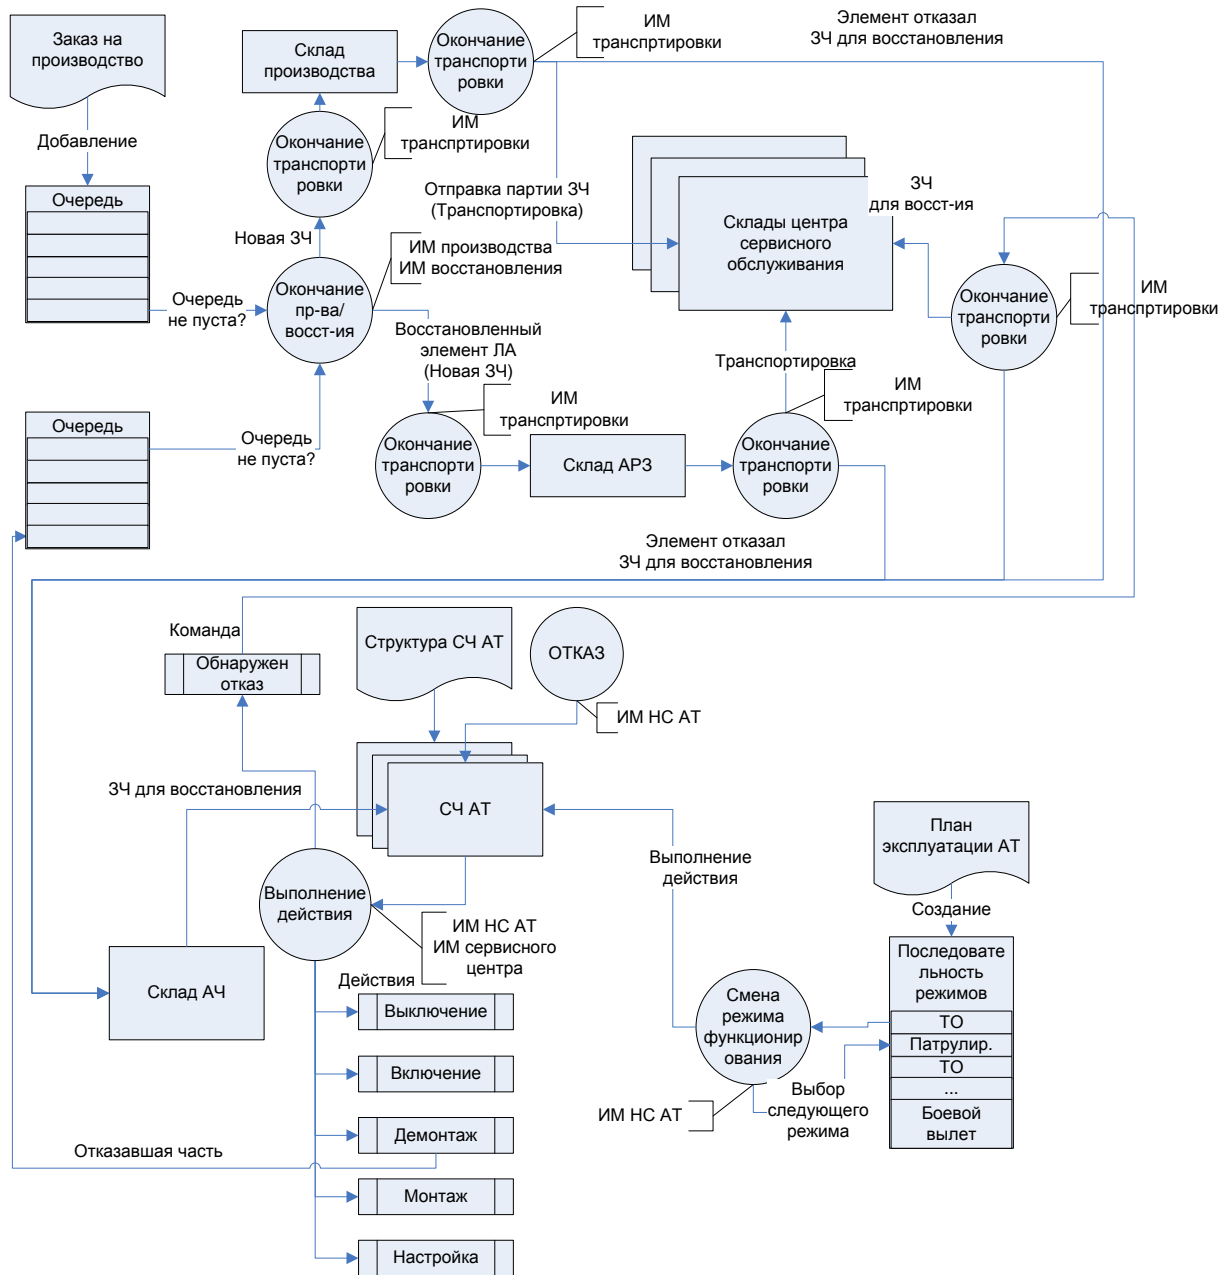 Заказ на
производство
Добавление
Очередь
Очередь
не пуста?
Склад
производства
Окончание
транспорти
ровки
ИМ
транспртировки
Элемент отказал
ЗЧ для восстановления
Окончание
транспорти
ровки
ИМ
транспртировки
Новая ЗЧ
Окончание
пр-ва/
восст-ия
ИМ производства
ИМ восстановления
Отправка партии ЗЧ
(Транспортировка)
Склады центра
сервисного
обслуживания
ЗЧ
для восст-ия
Окончание
транспорти
ровки
ИМ
транспртировки
Восстановленный
элемент ЛА
(Новая ЗЧ)
Транспортировка
Очередь
Очередь
не пуста?
Окончание
транспорти
ровки
ИМ
транспртировки
Склад АРЗ
Окончание
транспорти
ровки
ИМ
транспртировки
Элемент отказал
ЗЧ для восстановления
Команда
Обнаружен
отказ
Структура СЧ АТ
ОТКАЗ
ИМ НС АТ
ЗЧ для восстановления
СЧ АТ
Выполнение
действия
ИМ НС АТ
ИМ сервисного
центра
Выполнение
действия
План
эксплуатации АТ
Создание
Последовате
льность
режимов
ТО
Патрулир.
ТО
...
Боевой
вылет
Смена
режима
функционир
ования
Выбор
следующего
режима
ИМ НС АТ
Склад АЧ
Действия
Выключение
Включение
Демонтаж
Отказавшая часть
Монтаж
Настройка